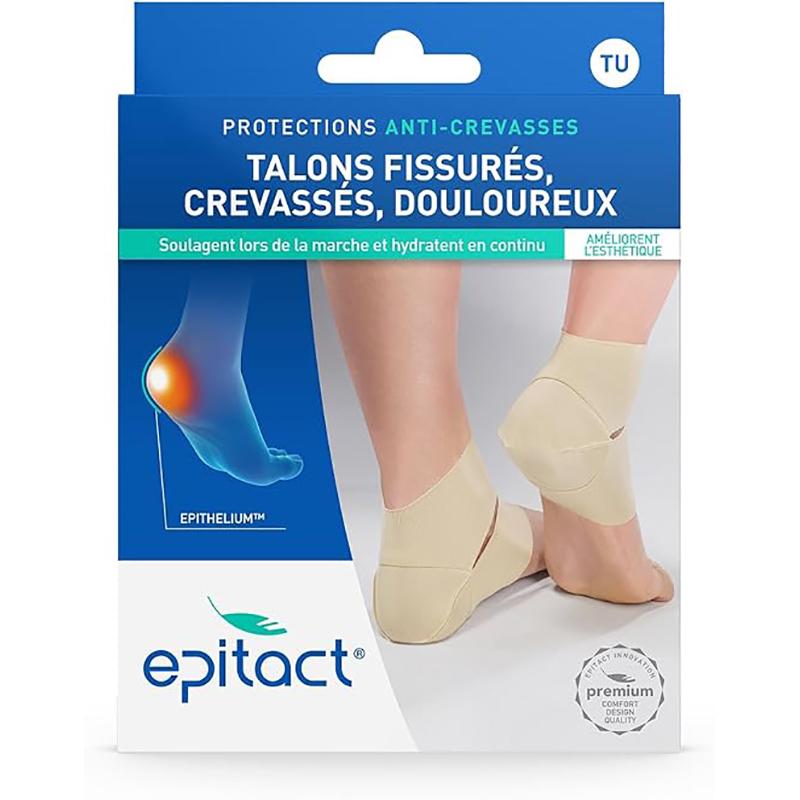 TU
PROTECTIONS ANTI-CREVASSES
TALONS FISSURÉS,
CREVASSÉS, DOULOUREUX
Soulagent lors de la marche et hydratent en continu
AMÉLIORENT
L'ESTHÉTIQUE
EPITHELIUM™
epitact®
EPITACT INNOVATION
premium
COMFORT
DESIGN
QUALITY